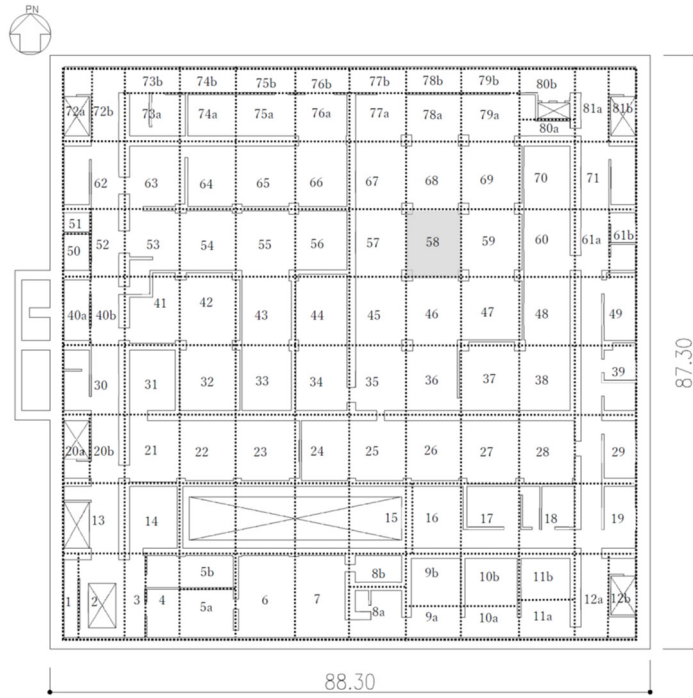 PN
73b 74b 75b 76b 77b 78b 79b 80b
72a 72b 73a 74a 75a 76a 77a 78a 79a 80a 81a 81b
62 63 64 65 66 67 68 69 70 71
51
50 52 53 54 55 56 57 58 59 60 61a 61b
40a 40b 41 42 43 44 45 46 47 48 49
30 31 32 33 34 35 36 37 38 39
20a 20b 21 22 23 24 25 26 27 28 29
13 14 15 16 17 18 19
5b 8b 9b 10b 11b
1 2 3 4 5a 6 7 8a 9a 10a 11a 12a 12b
87.30
88.30